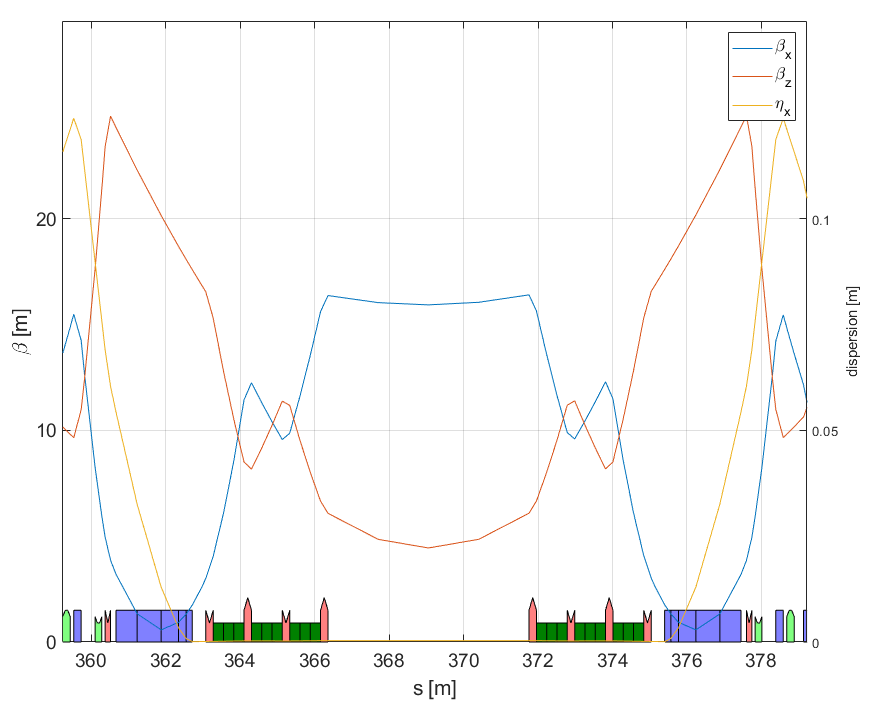 βx
βz
ηx
20
10
0
β [m]
0.1
0.05
0
dispersion [m]
360 362 364 366 368 370 372 374 376 378
s [m]